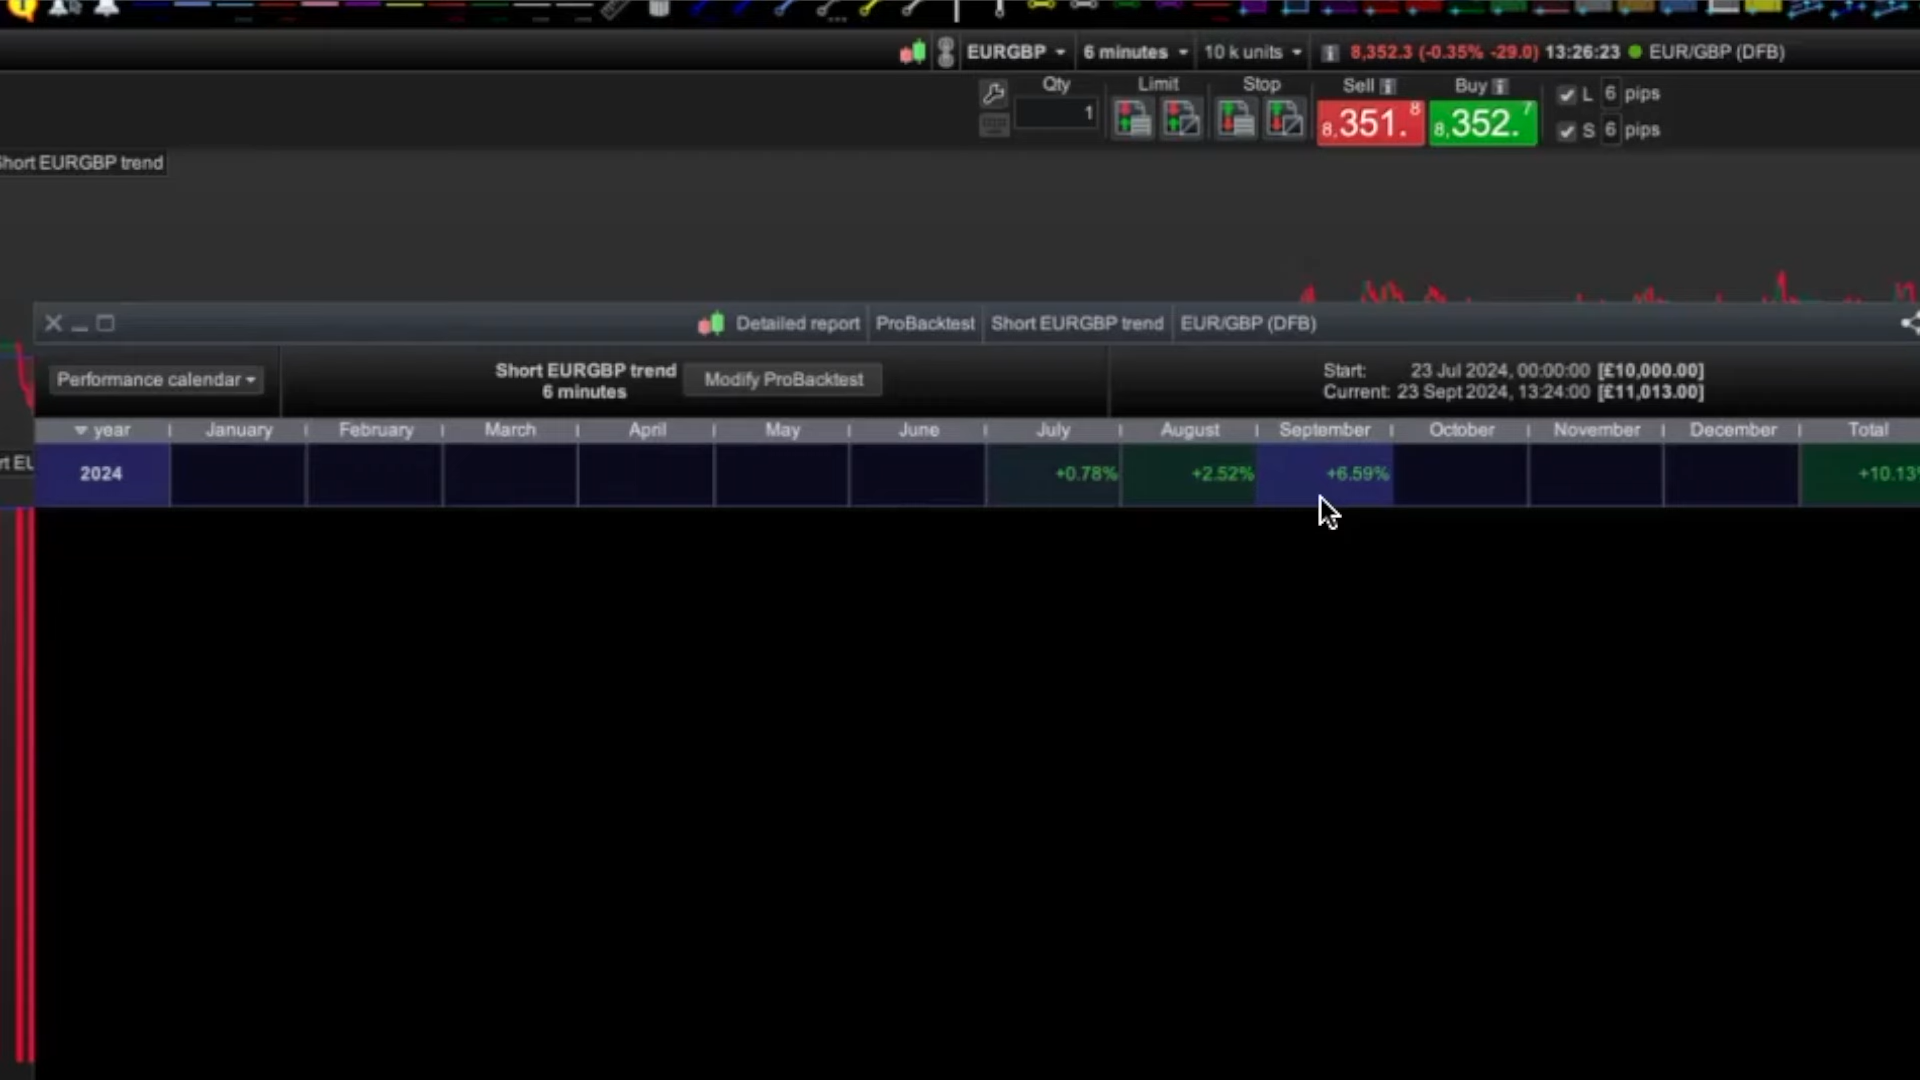 EURGBP 6 minutes 10 k units 8,352.3 (-0.35% -29.0) 13:26:23 EUR/GBP (DFB)
Qty Limit Stop Sell Buy
1 8,351.8 8,352.7
L 6 pips
S 6 pips
Short EURGBP trend
Detailed report ProBacktest Short EURGBP trend EUR/GBP (DFB)
Performance calendar
Short EURGBP trend
6 minutes
Modify ProBacktest
Start: 23 Jul 2024, 00:00:00 [£10,000.00]
Current: 23 Sept 2024, 13:24:00 [£11,013.00]
year January February March April May June July August September October November December Total
2024 +0.78% +2.52% +6.59% +10.13%